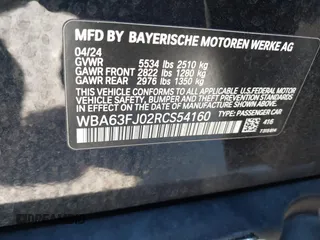 MFD BY BAYERISCHE MOTOREN WERKE AG
04/24
GVWR 5534 lbs 2510 kg
GAWR FRONT 2822 lbs 1280 kg
GAWR REAR 2976 lbs 1350 kg
THIS VEHICLE CONFORMS TO ALL APPLICABLE
FEDERAL MOTOR VEHICLE SAFETY, BUMPER, AND
THEFT PREVENTION STANDARDS IN
EFFECT ON THE DATE OF MANUFACTURE SHOWN ABOVE
WBA63FJ02RCS54160
TYPE: PASSENGER CAR
416